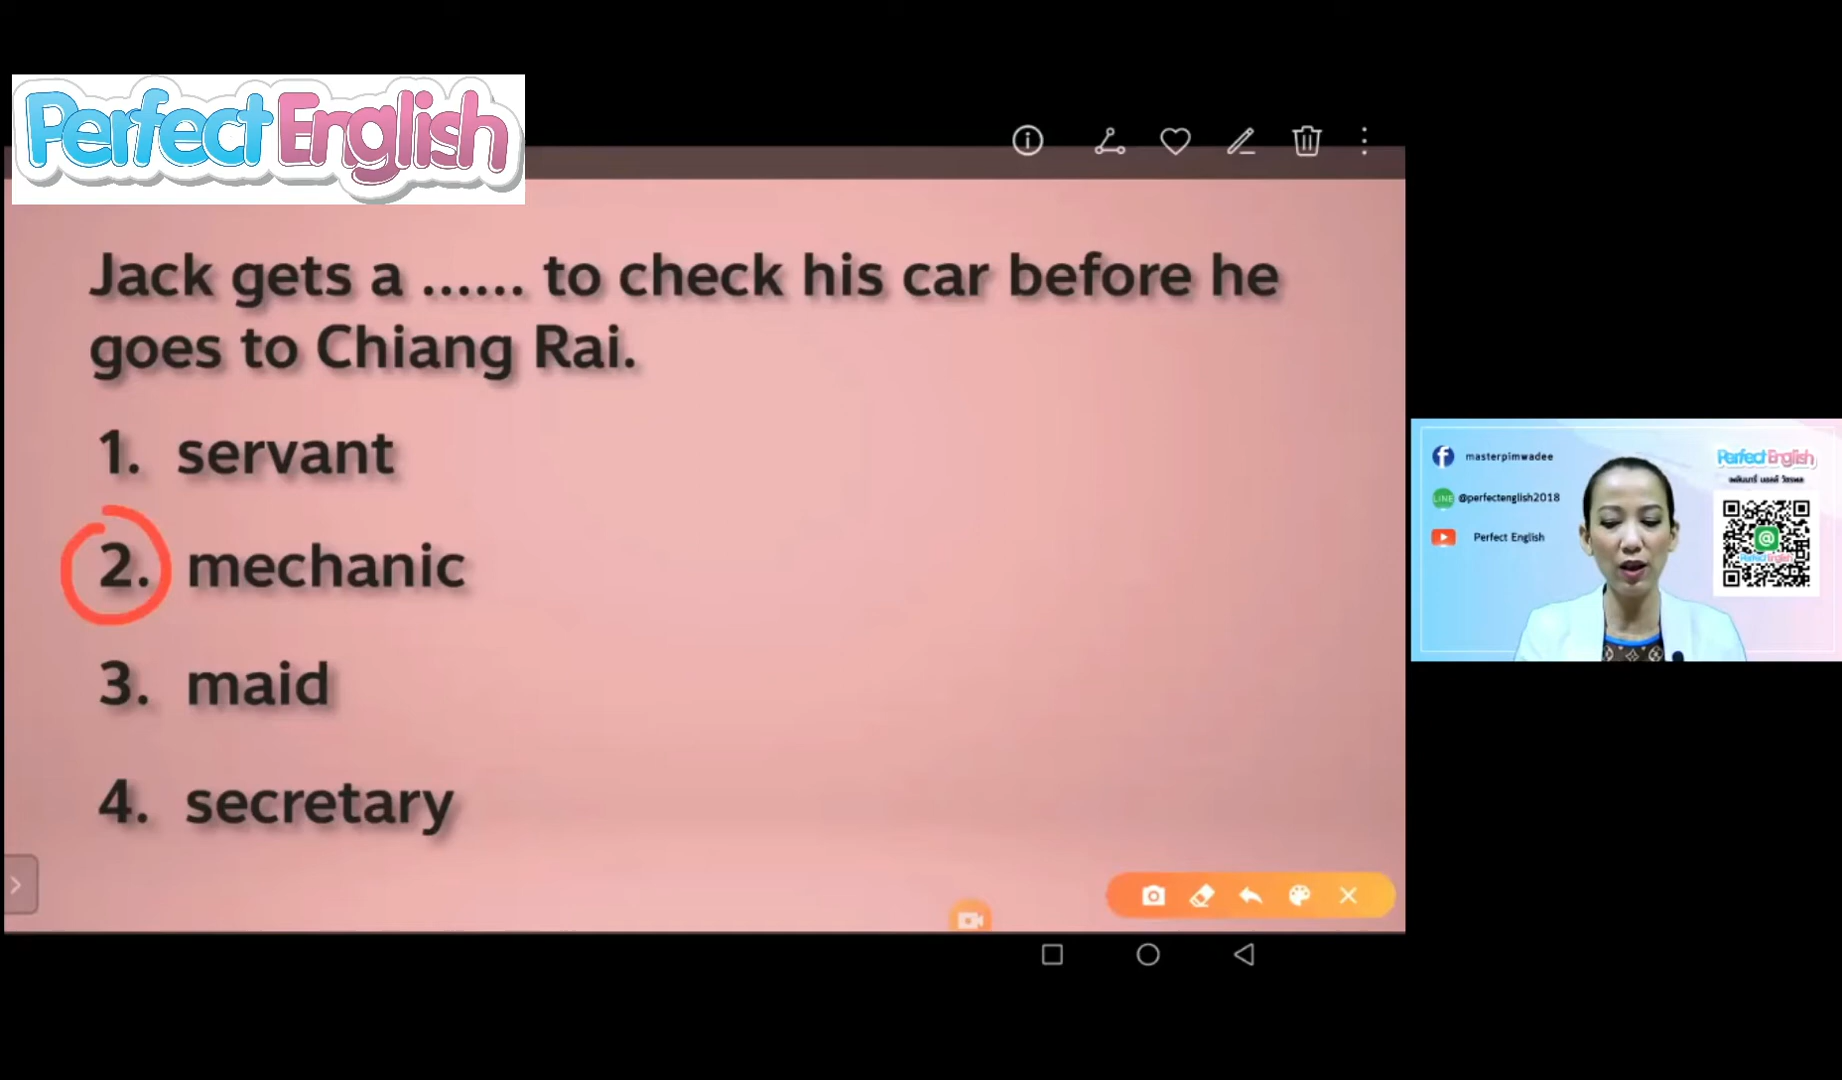 Perfect English
Jack gets a ...... to check his car before he
goes to Chiang Rai.
1. servant
2. mechanic
3. maid
4. secretary
masterpimwadee
LINE @perfectenglish2018
Perfect English
Perfect English